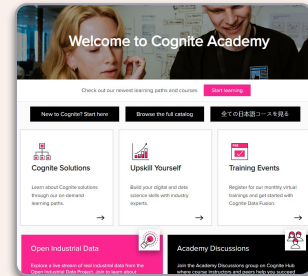 Welcome to Cognite Academy
Check out our newest learning paths and courses
Start learning
New to Cognite? Start here
Browse the full catalog
全ての日本語コースを見る
Cognite Solutions
Learn about Cognite solutions
through our on-demand
learning paths.
Upskill Yourself
Build your digital and data
science skills with industry
experts.
Training Events
Register for our monthly virtual
trainings and get started with
Cognite Data Fusion.
Open Industrial Data
Explore a live stream of real industrial data from the
Open Industrial Data Project. Join to learn about
Academy Discussions
Join the Academy Discussions group on Cognite Hub
where course instructors and peers help you succeed